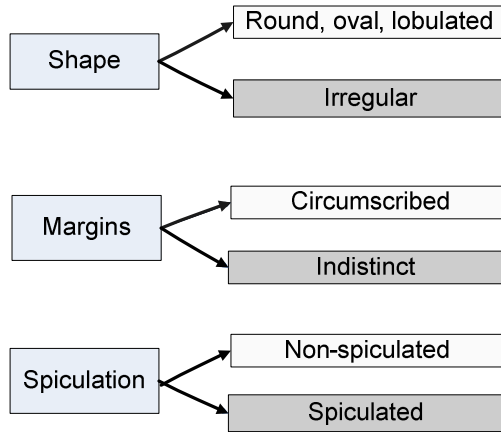 Shape
Round, oval, lobulated
Irregular
Margins
Circumscribed
Indistinct
Spiculation
Non-spiculated
Spiculated